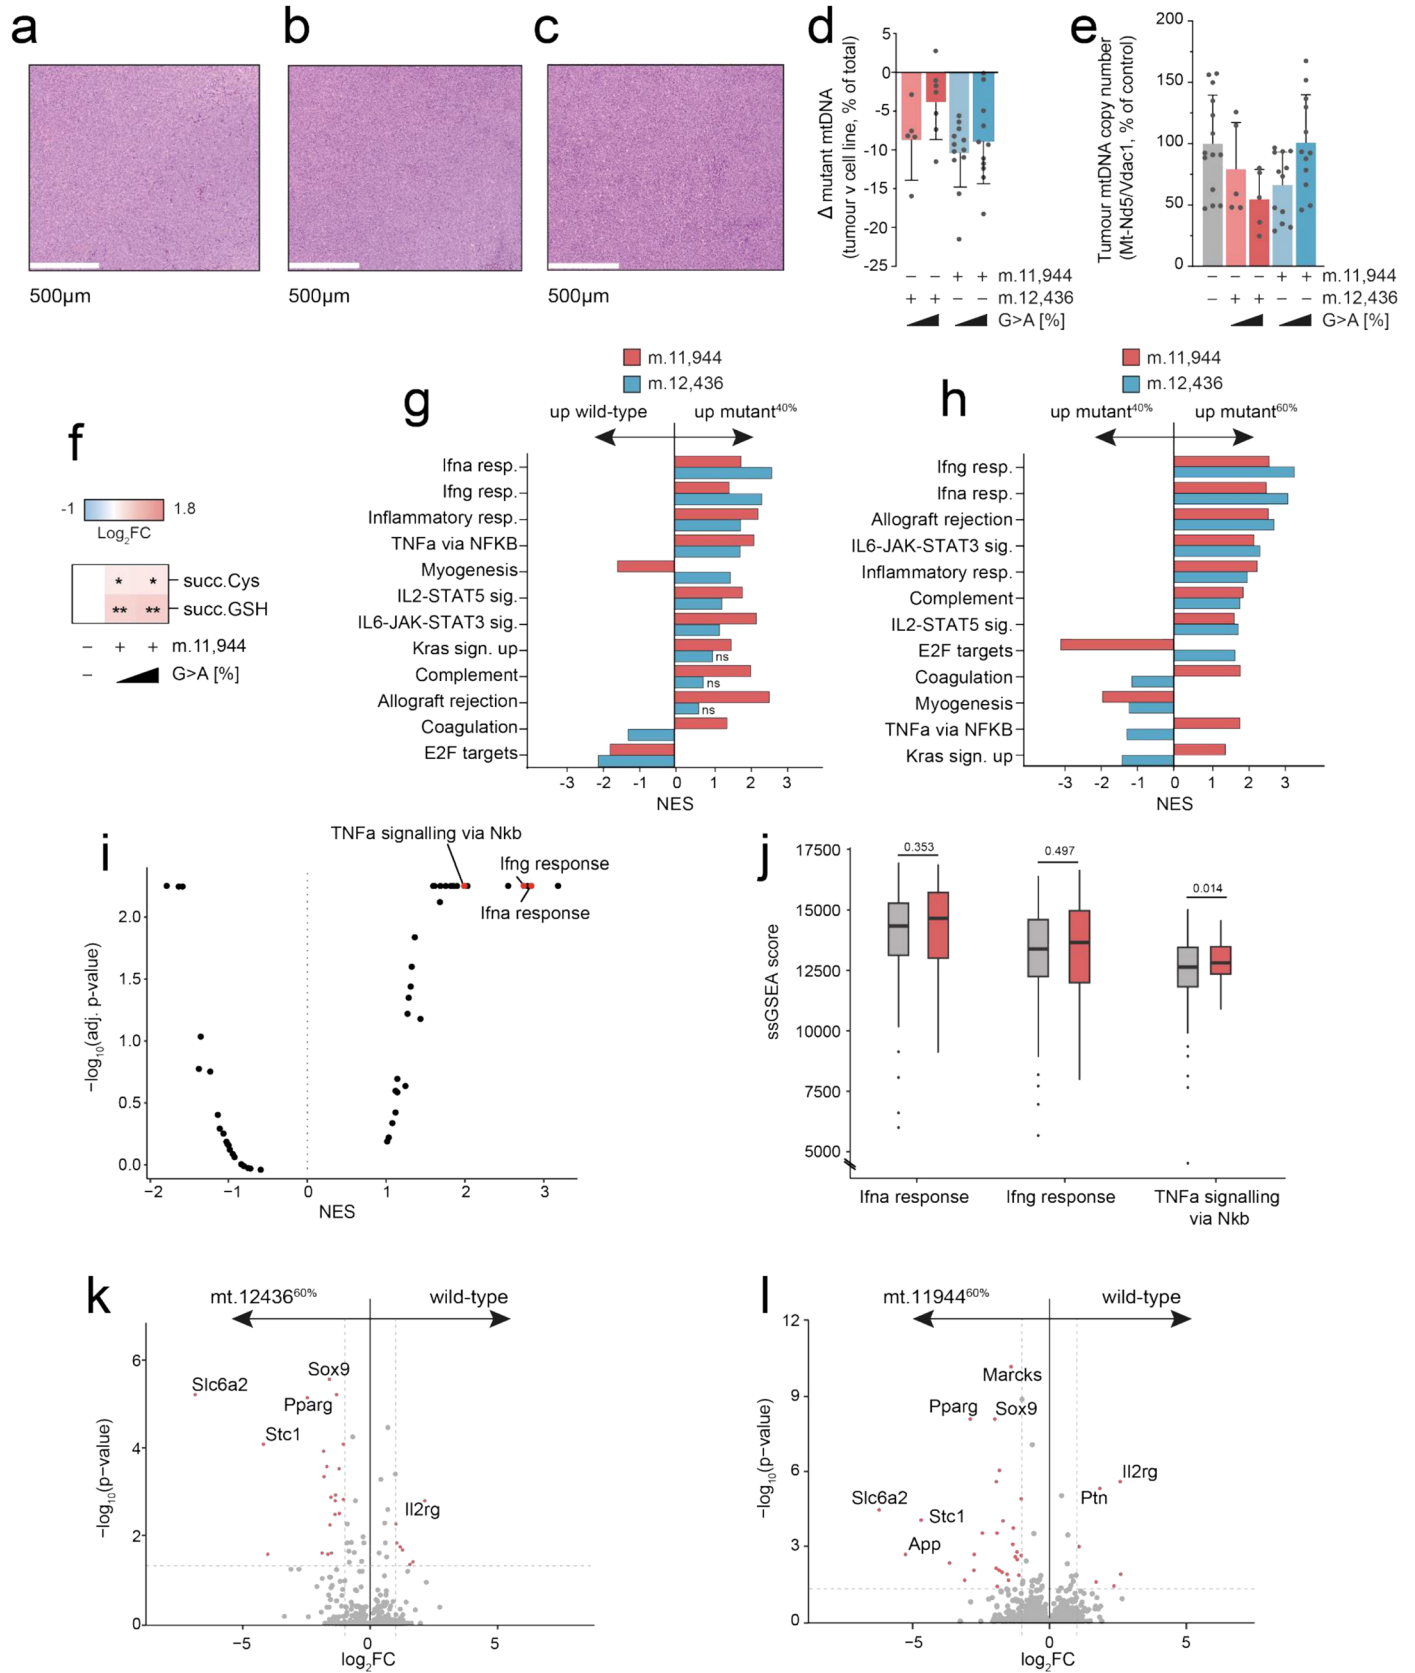 a
b
c
d
e
500µm
500µm
500µm
Δ mutant mtDNA
(tumour v cell line, % of total)
5
0
-5
-10
-15
-20
-25
− − + + m.11,944
+ + − − m.12,436
G>A [%]
Tumour mtDNA copy number
(Mt-Nd5/Vdac1, % of control)
200
150
100
50
0
− − − + + m.11,944
− + + − − m.12,436
G>A [%]
f
-1
1.8
Log2FC
* * succ.Cys
** ** succ.GSH
− + + m.11,944
− G>A [%]
g
m.11,944
m.12,436
up wild-type
up mutant40%
Ifna resp.
Ifng resp.
Inflammatory resp.
TNFa via NFKB
Myogenesis
IL2-STAT5 sig.
IL6-JAK-STAT3 sig.
Kras sign. up
ns
Complement
ns
Allograft rejection
ns
Coagulation
E2F targets
-3 -2 -1 0 1 2 3
NES
h
m.11,944
m.12,436
up mutant40%
up mutant60%
Ifng resp.
Ifna resp.
Allograft rejection
IL6-JAK-STAT3 sig.
Inflammatory resp.
Complement
IL2-STAT5 sig.
E2F targets
Coagulation
Myogenesis
TNFa via NFKB
Kras sign. up
-3 -2 -1 0 1 2 3
NES
i
TNFa signalling via Nkb
Ifng response
Ifna response
−log10(adj. p-value)
2.0
1.5
1.0
0.5
0.0
−2 −1 0 1 2 3
NES
j
ssGSEA score
17500
15000
12500
10000
7500
5000
0.353
0.497
0.014
Ifna response
Ifng response
TNFa signalling
via Nkb
k
mt.1243660%
wild-type
−log10(p−value)
6
4
2
0
Sox9
Slc6a2
Pparg
Stc1
Il2rg
−5 0 5
log2FC
l
mt.1194460%
wild-type
−log10(p−value)
12
9
6
3
0
Marcks
Pparg
Sox9
Il2rg
Ptn
Slc6a2
Stc1
App
−5 0 5
log2FC